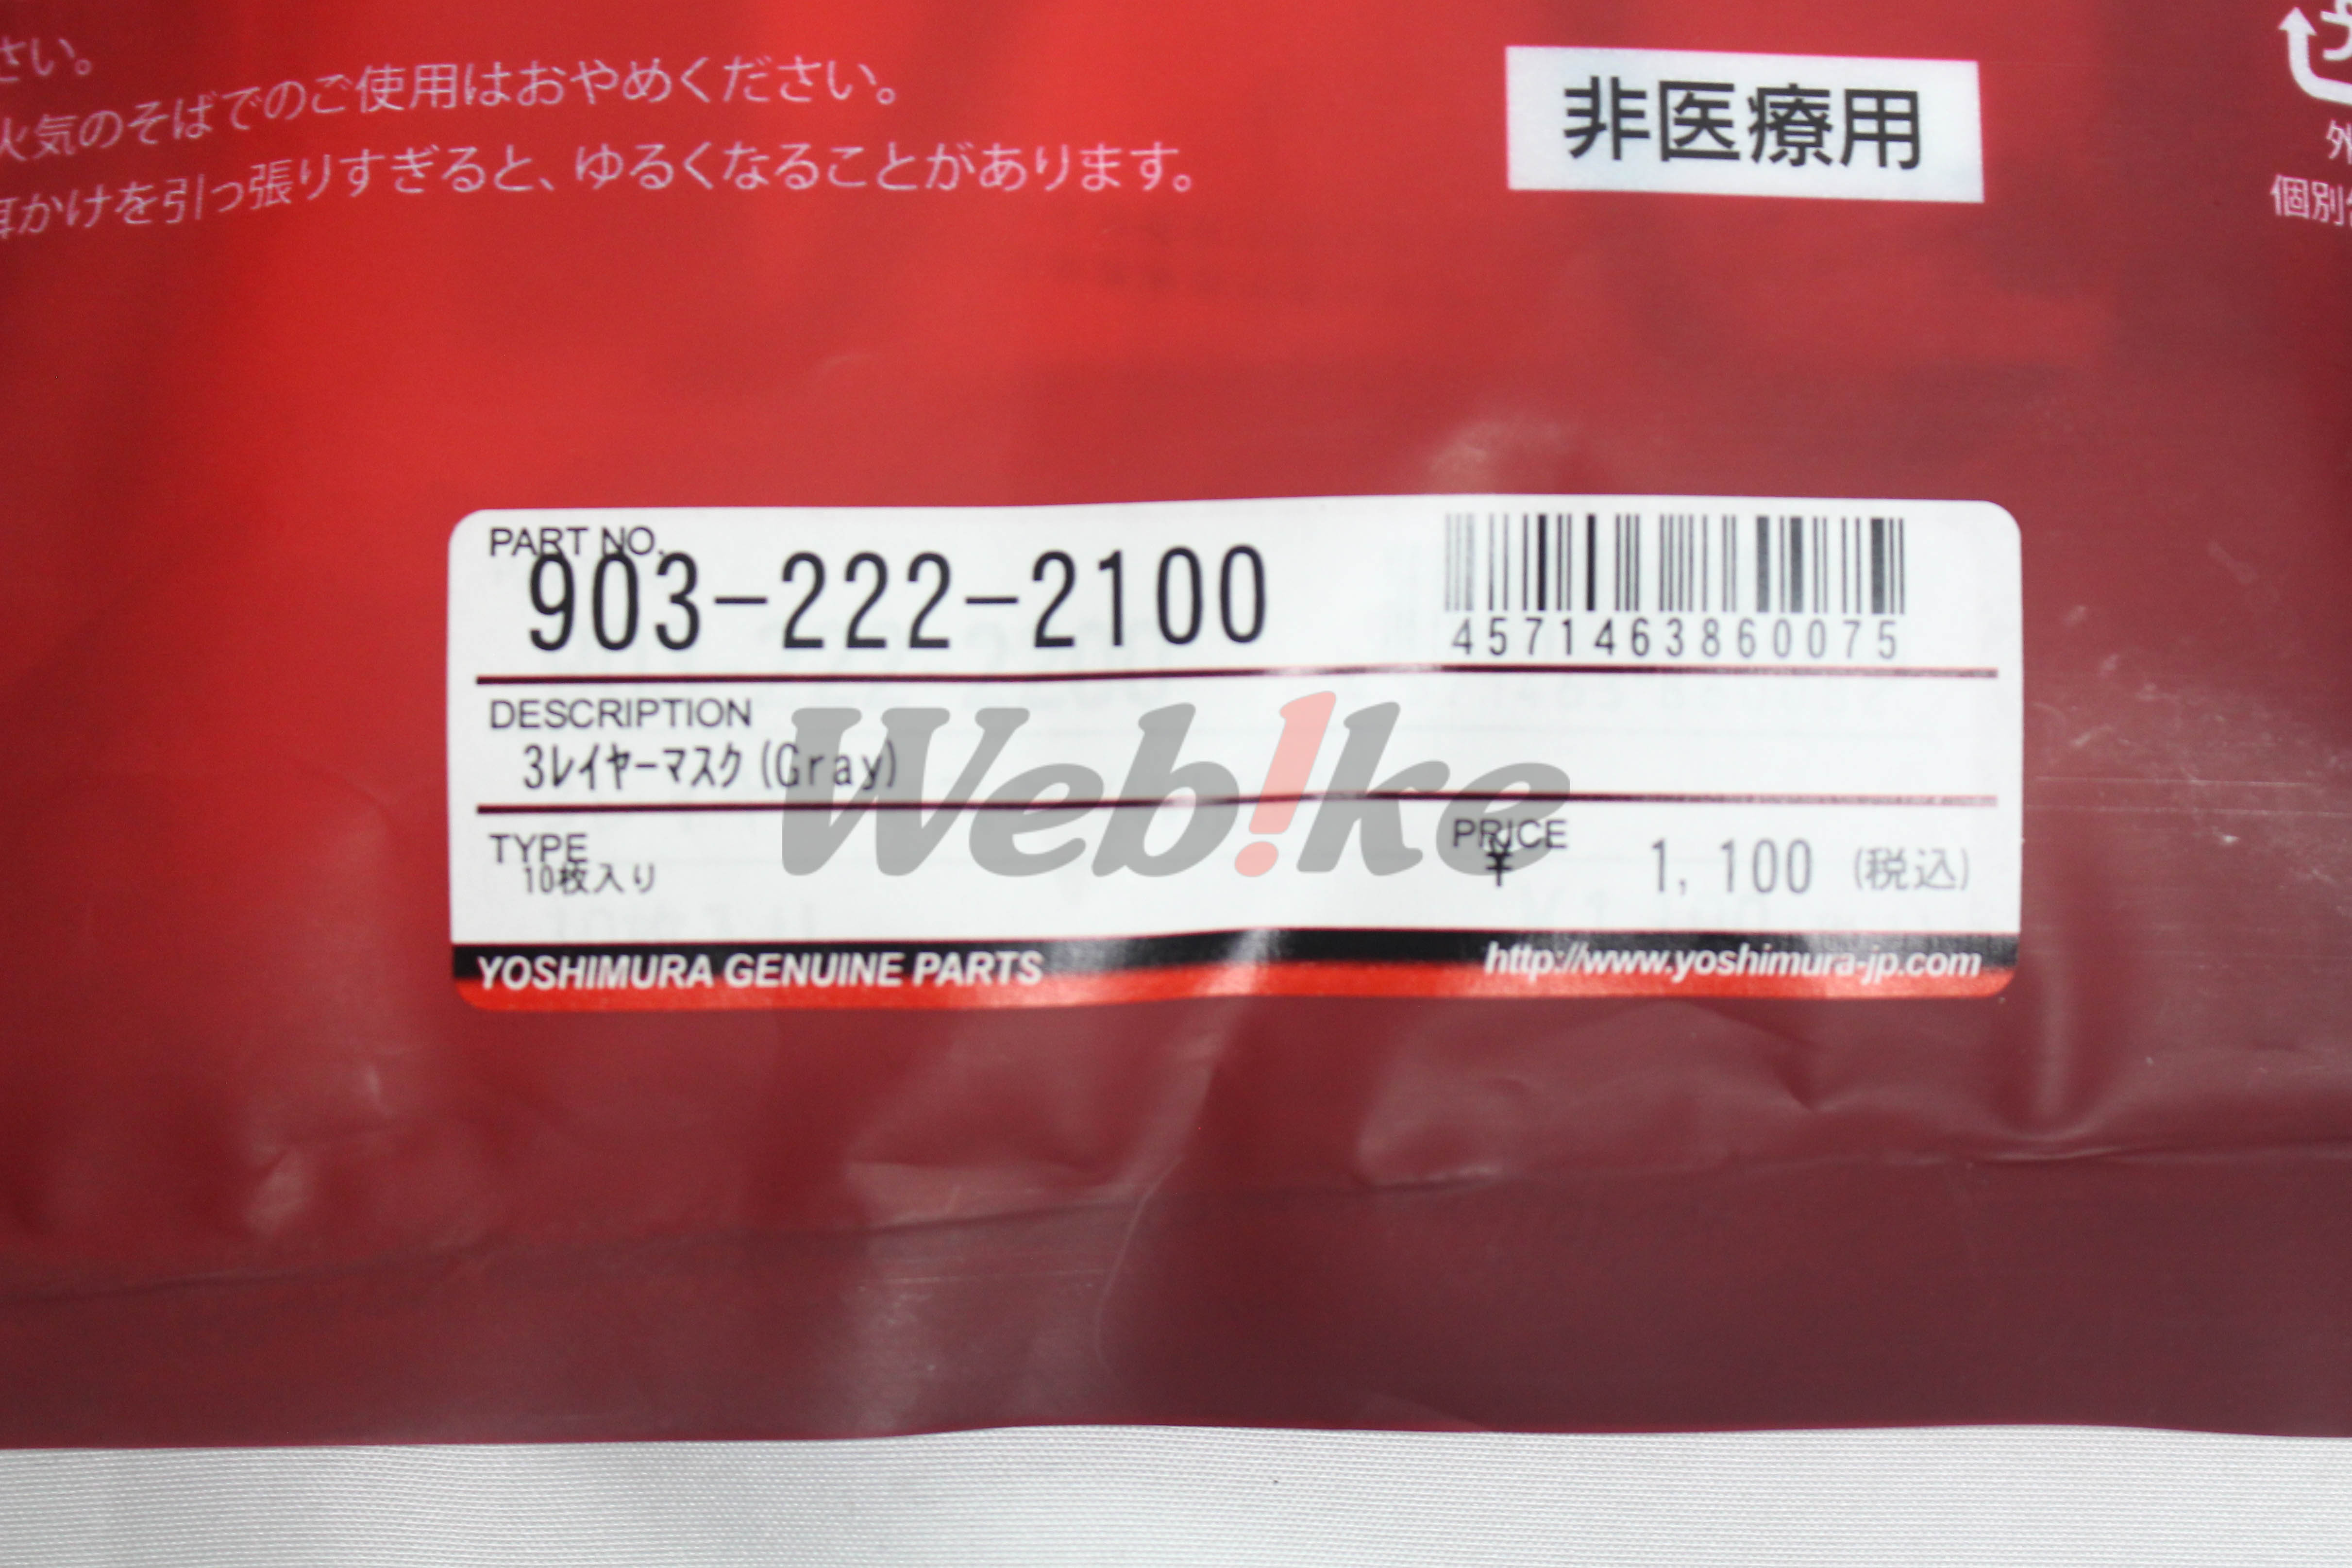 さい。
火気のそばでのご使用はおやめください。
耳かけを引っ張りすぎると、ゆるくなることがあります。
非医療用
外
個別
PART NO.
903-222-2100
4571463860075
DESCRIPTION
3レイヤーマスク(Gray)
Web!ke
TYPE
10枚入り
PRICE
¥ 1,100 (税込)
YOSHIMURA GENUINE PARTS
http://www.yoshimura-jp.com